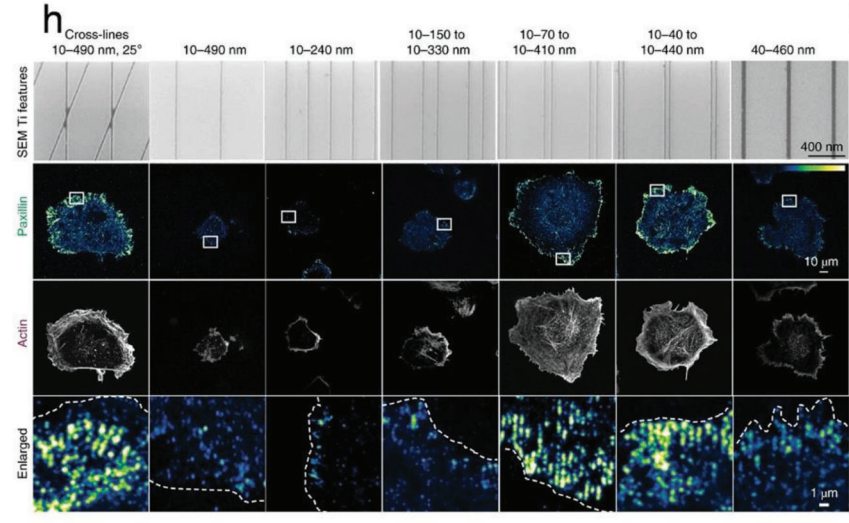 h
Cross-lines
10–490 nm, 25°
10–490 nm
10–240 nm
10–150 to
10–330 nm
10–70 to
10–410 nm
10–40 to
10–440 nm
40–460 nm
SEM Ti features
400 nm
Paxillin
10 μm
Actin
Enlarged
1 μm